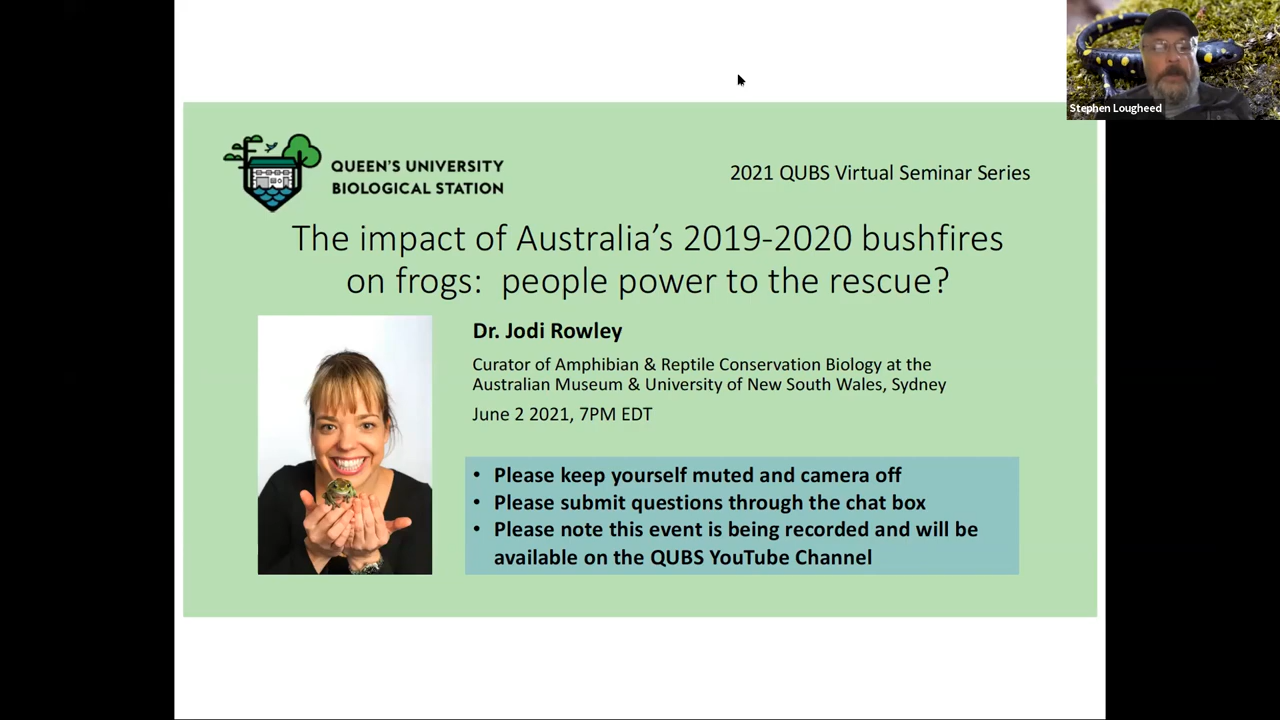 Stephen Lougheed
QUEEN'S UNIVERSITY
BIOLOGICAL STATION
2021 QUBS Virtual Seminar Series
The impact of Australia’s 2019-2020 bushfires
on frogs:  people power to the rescue?
Dr. Jodi Rowley
Curator of Amphibian & Reptile Conservation Biology at the
Australian Museum & University of New South Wales, Sydney
June 2 2021, 7PM EDT
• Please keep yourself muted and camera off
• Please submit questions through the chat box
• Please note this event is being recorded and will be
available on the QUBS YouTube Channel